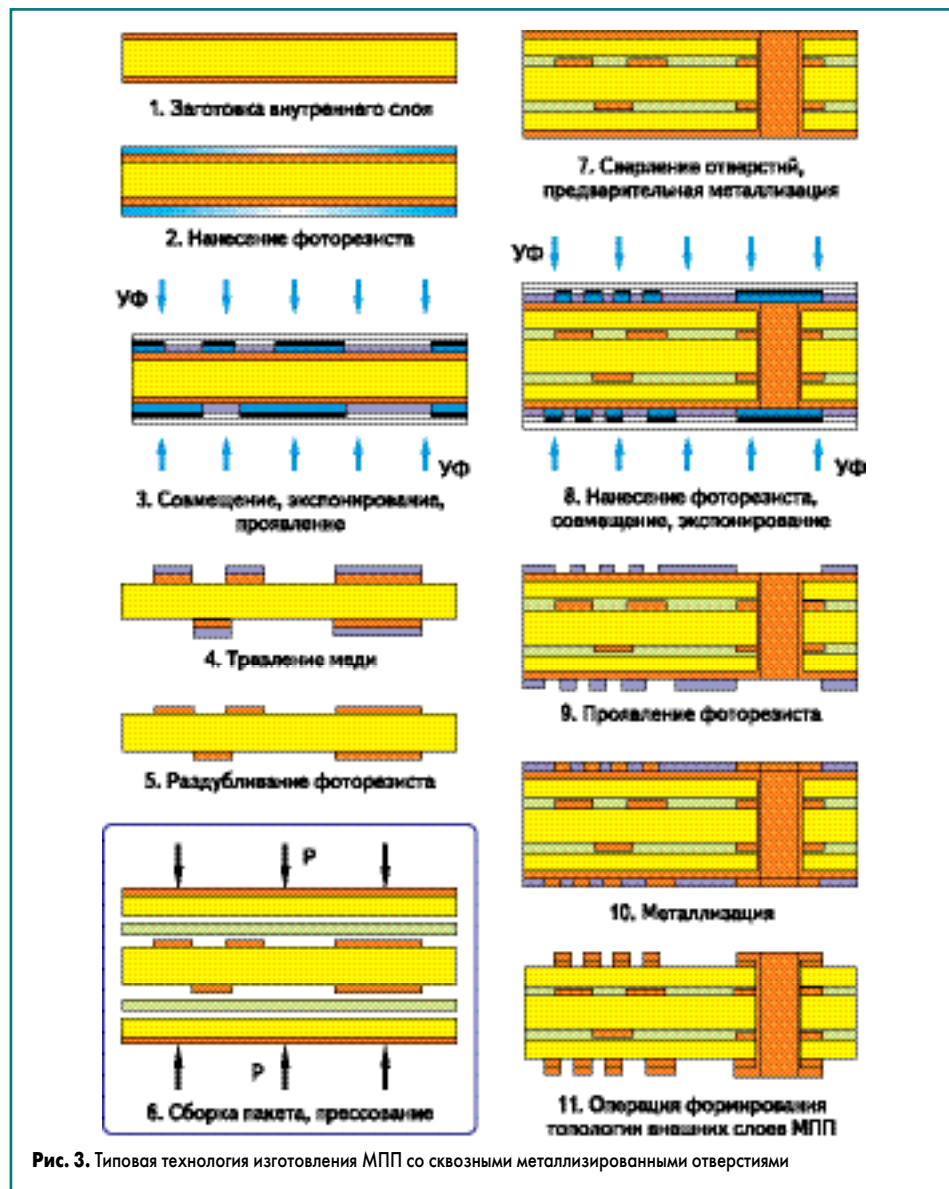 1. Заготовка внутреннего слоя
2. Нанесение фоторезиста
УФ
УФ
3. Совмещение, экспонирование,
проявление
4. Травление меди
5. Раздубливание фоторезиста
P
P
6. Сборка пакета, прессование
7. Сверление отверстий,
предварительная металлизация
УФ
УФ
8. Нанесение фоторезиста,
совмещение, экспонирование
9. Проявление фоторезиста
10. Металлизация
11. Операция формирования
топологии внешних слоев МПП
Рис. 3. Типовая технология изготовления МПП со сквозными металлизированными отверстиями